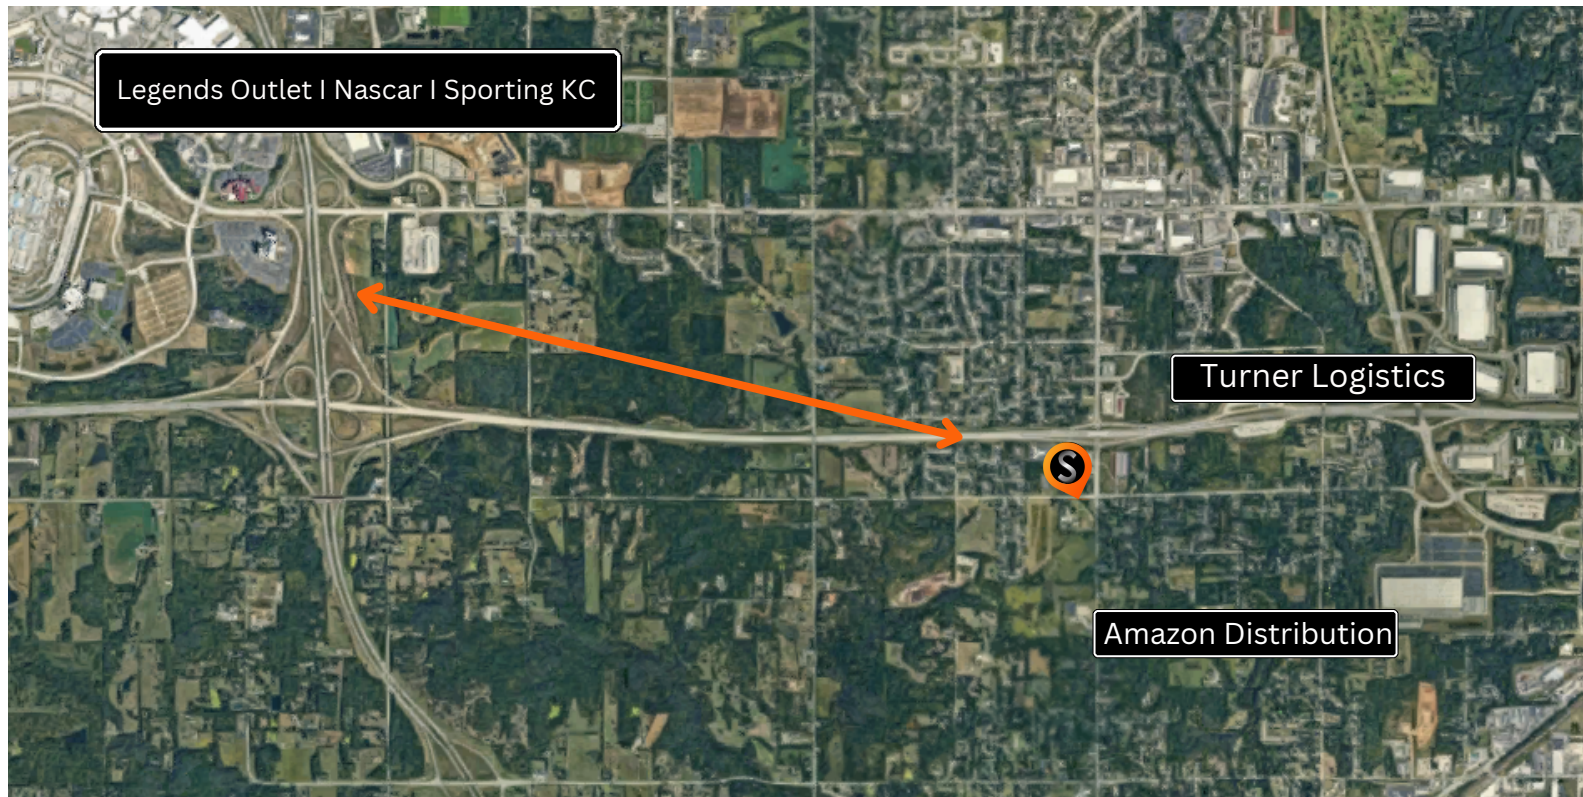 Legends Outlet I Nascar I Sporting KC
Turner Logistics
S
Amazon Distribution